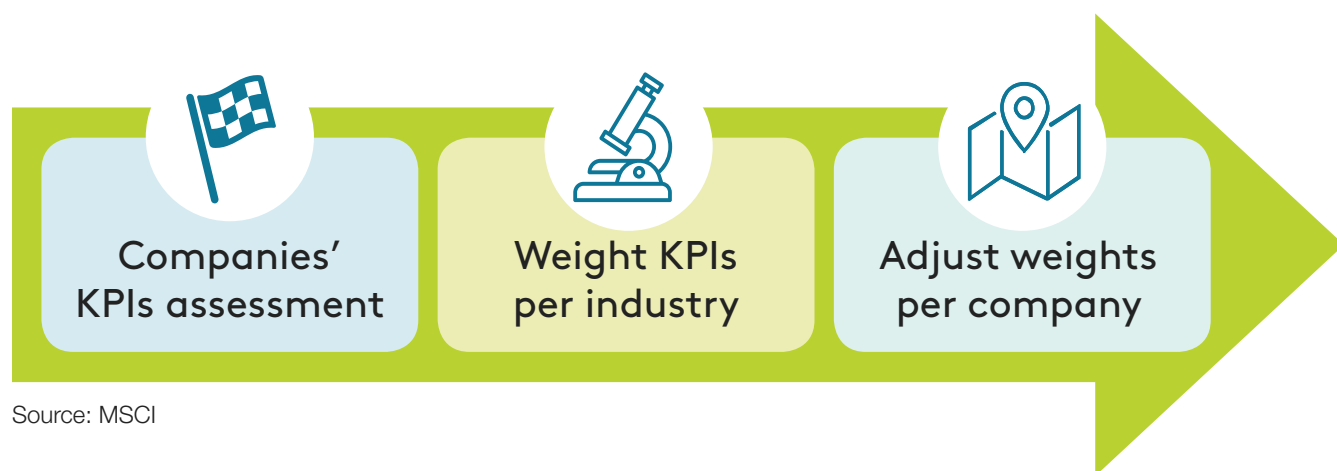 Companies’
KPIs assessment
Weight KPIs
per industry
Adjust weights
per company
Source: MSCI